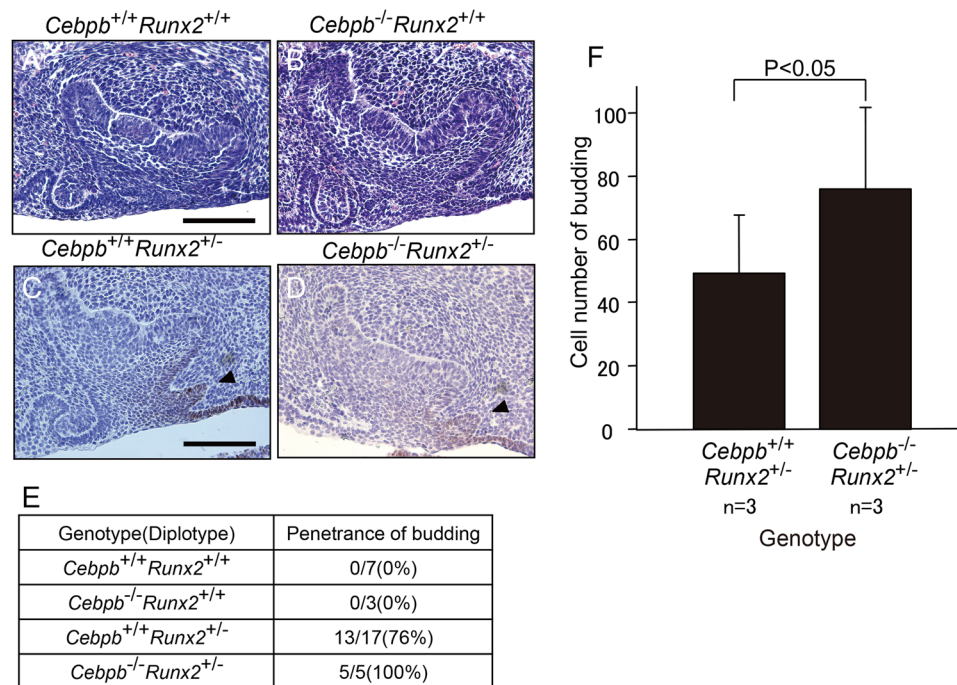 Cebpb+/+Runx2+/+
Cebpb-/-Runx2+/+
A
B
Cebpb+/+Runx2+/-
Cebpb-/-Runx2+/-
C
D
E
Genotype(Diplotype) Penetrance of budding
Cebpb+/+Runx2+/+ 0/7(0%)
Cebpb-/-Runx2+/+ 0/3(0%)
Cebpb+/+Runx2+/- 13/17(76%)
Cebpb-/-Runx2+/- 5/5(100%)
F
P<0.05
Cell number of budding
100
80
60
40
20
0
Cebpb+/+
Runx2+/-
n=3
Cebpb-/-
Runx2+/-
n=3
Genotype